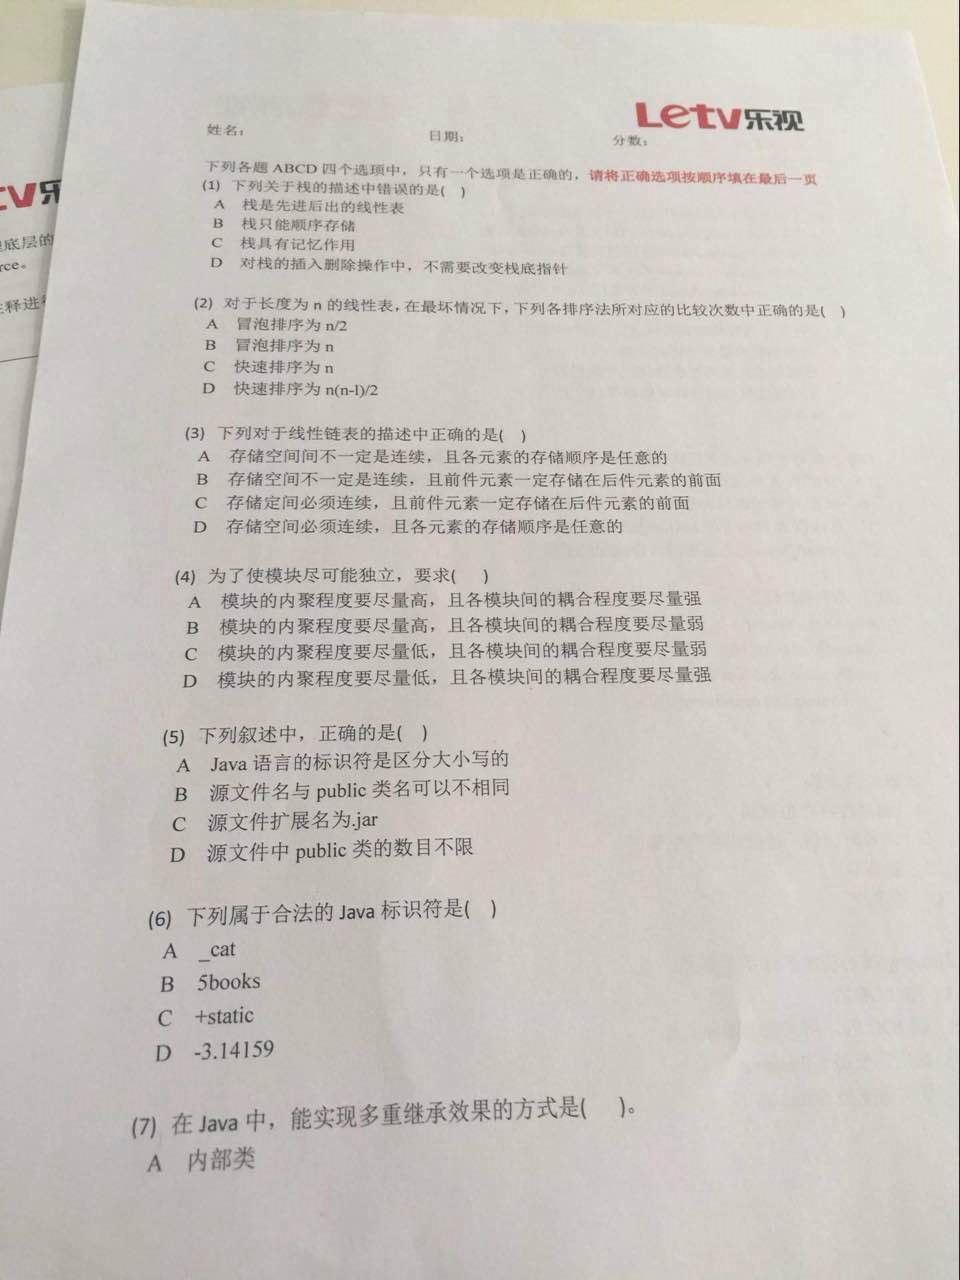 Letv乐视
姓名： 日期： 分数：
下列各题 ABCD 四个选项中，只有一个选项是正确的，请将正确选项按顺序填在最后一页
(1) 下列关于栈的描述中错误的是( )
A 栈是先进后出的线性表
B 栈只能顺序存储
C 栈具有记忆作用
D 对栈的插入删除操作中，不需要改变栈底指针
(2) 对于长度为 n 的线性表，在最坏情况下，下列各排序法所对应的比较次数中正确的是( )
A 冒泡排序为 n/2
B 冒泡排序为 n
C 快速排序为 n
D 快速排序为 n(n-l)/2
(3) 下列对于线性链表的描述中正确的是( )
A 存储空间间不一定是连续，且各元素的存储顺序是任意的
B 存储空间不一定是连续，且前件元素一定存储在后件元素的前面
C 存储定间必须连续，且前件元素一定存储在后件元素的前面
D 存储空间必须连续，且各元素的存储顺序是任意的
(4) 为了使模块尽可能独立，要求( )
A 模块的内聚程度要尽量高，且各模块间的耦合程度要尽量强
B 模块的内聚程度要尽量高，且各模块间的耦合程度要尽量弱
C 模块的内聚程度要尽量低，且各模块间的耦合程度要尽量弱
D 模块的内聚程度要尽量低，且各模块间的耦合程度要尽量强
(5) 下列叙述中，正确的是( )
A Java 语言的标识符是区分大小写的
B 源文件名与 public 类名可以不相同
C 源文件扩展名为.jar
D 源文件中 public 类的数目不限
(6) 下列属于合法的 Java 标识符是( )
A _cat
B 5books
C +static
D -3.14159
(7) 在 Java 中，能实现多重继承效果的方式是( )。
A 内部类
底层的
rce。
释进